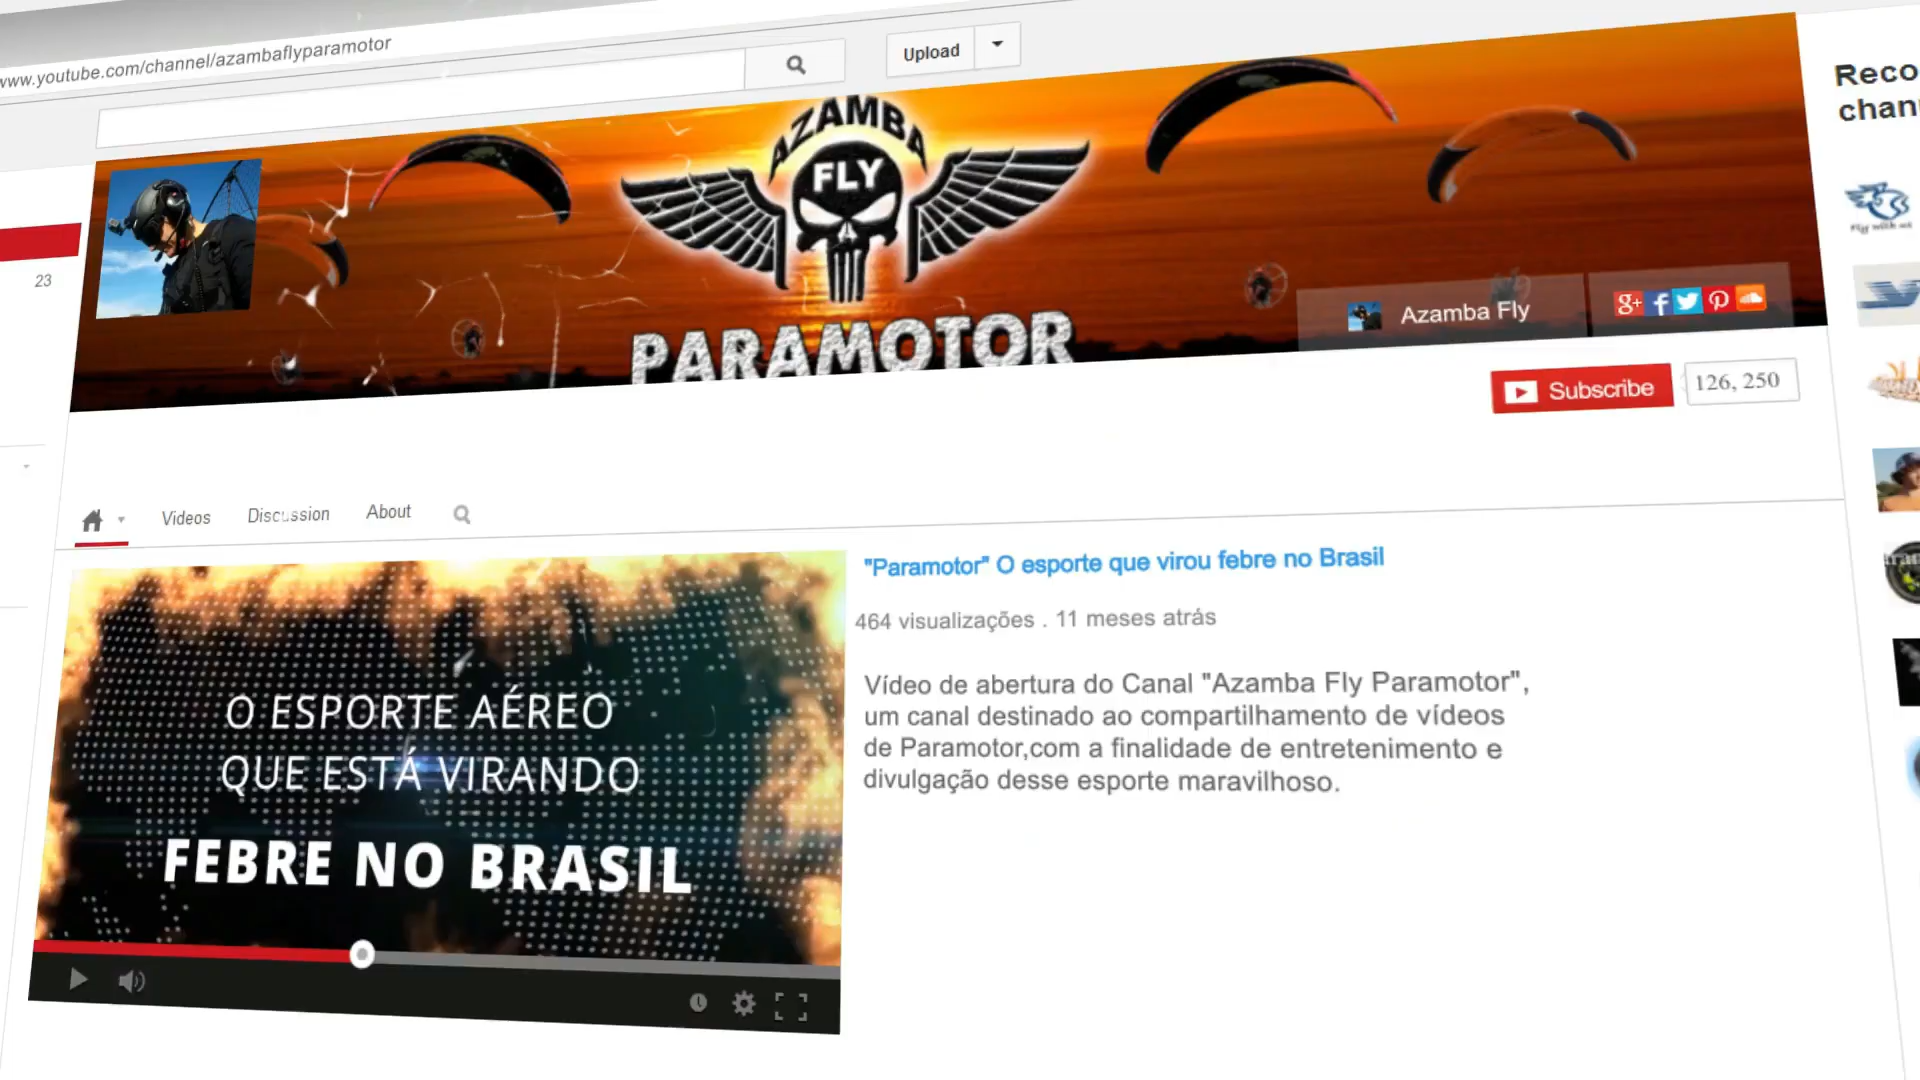 www.youtube.com/channel/azambaflyparamotor
Upload
AZAMBA
FLY
PARAMOTOR
Azamba Fly
g+
Subscribe
126, 250
23
Videos
Discussion
About
"Paramotor" O esporte que virou febre no Brasil
464 visualizações . 11 meses atrás
Vídeo de abertura do Canal "Azamba Fly Paramotor",
um canal destinado ao compartilhamento de vídeos
de Paramotor,com a finalidade de entretenimento e
divulgação desse esporte maravilhoso.
O ESPORTE AÉREO
QUE ESTÁ VIRANDO
FEBRE NO BRASIL
Reco
chan
Fly with us